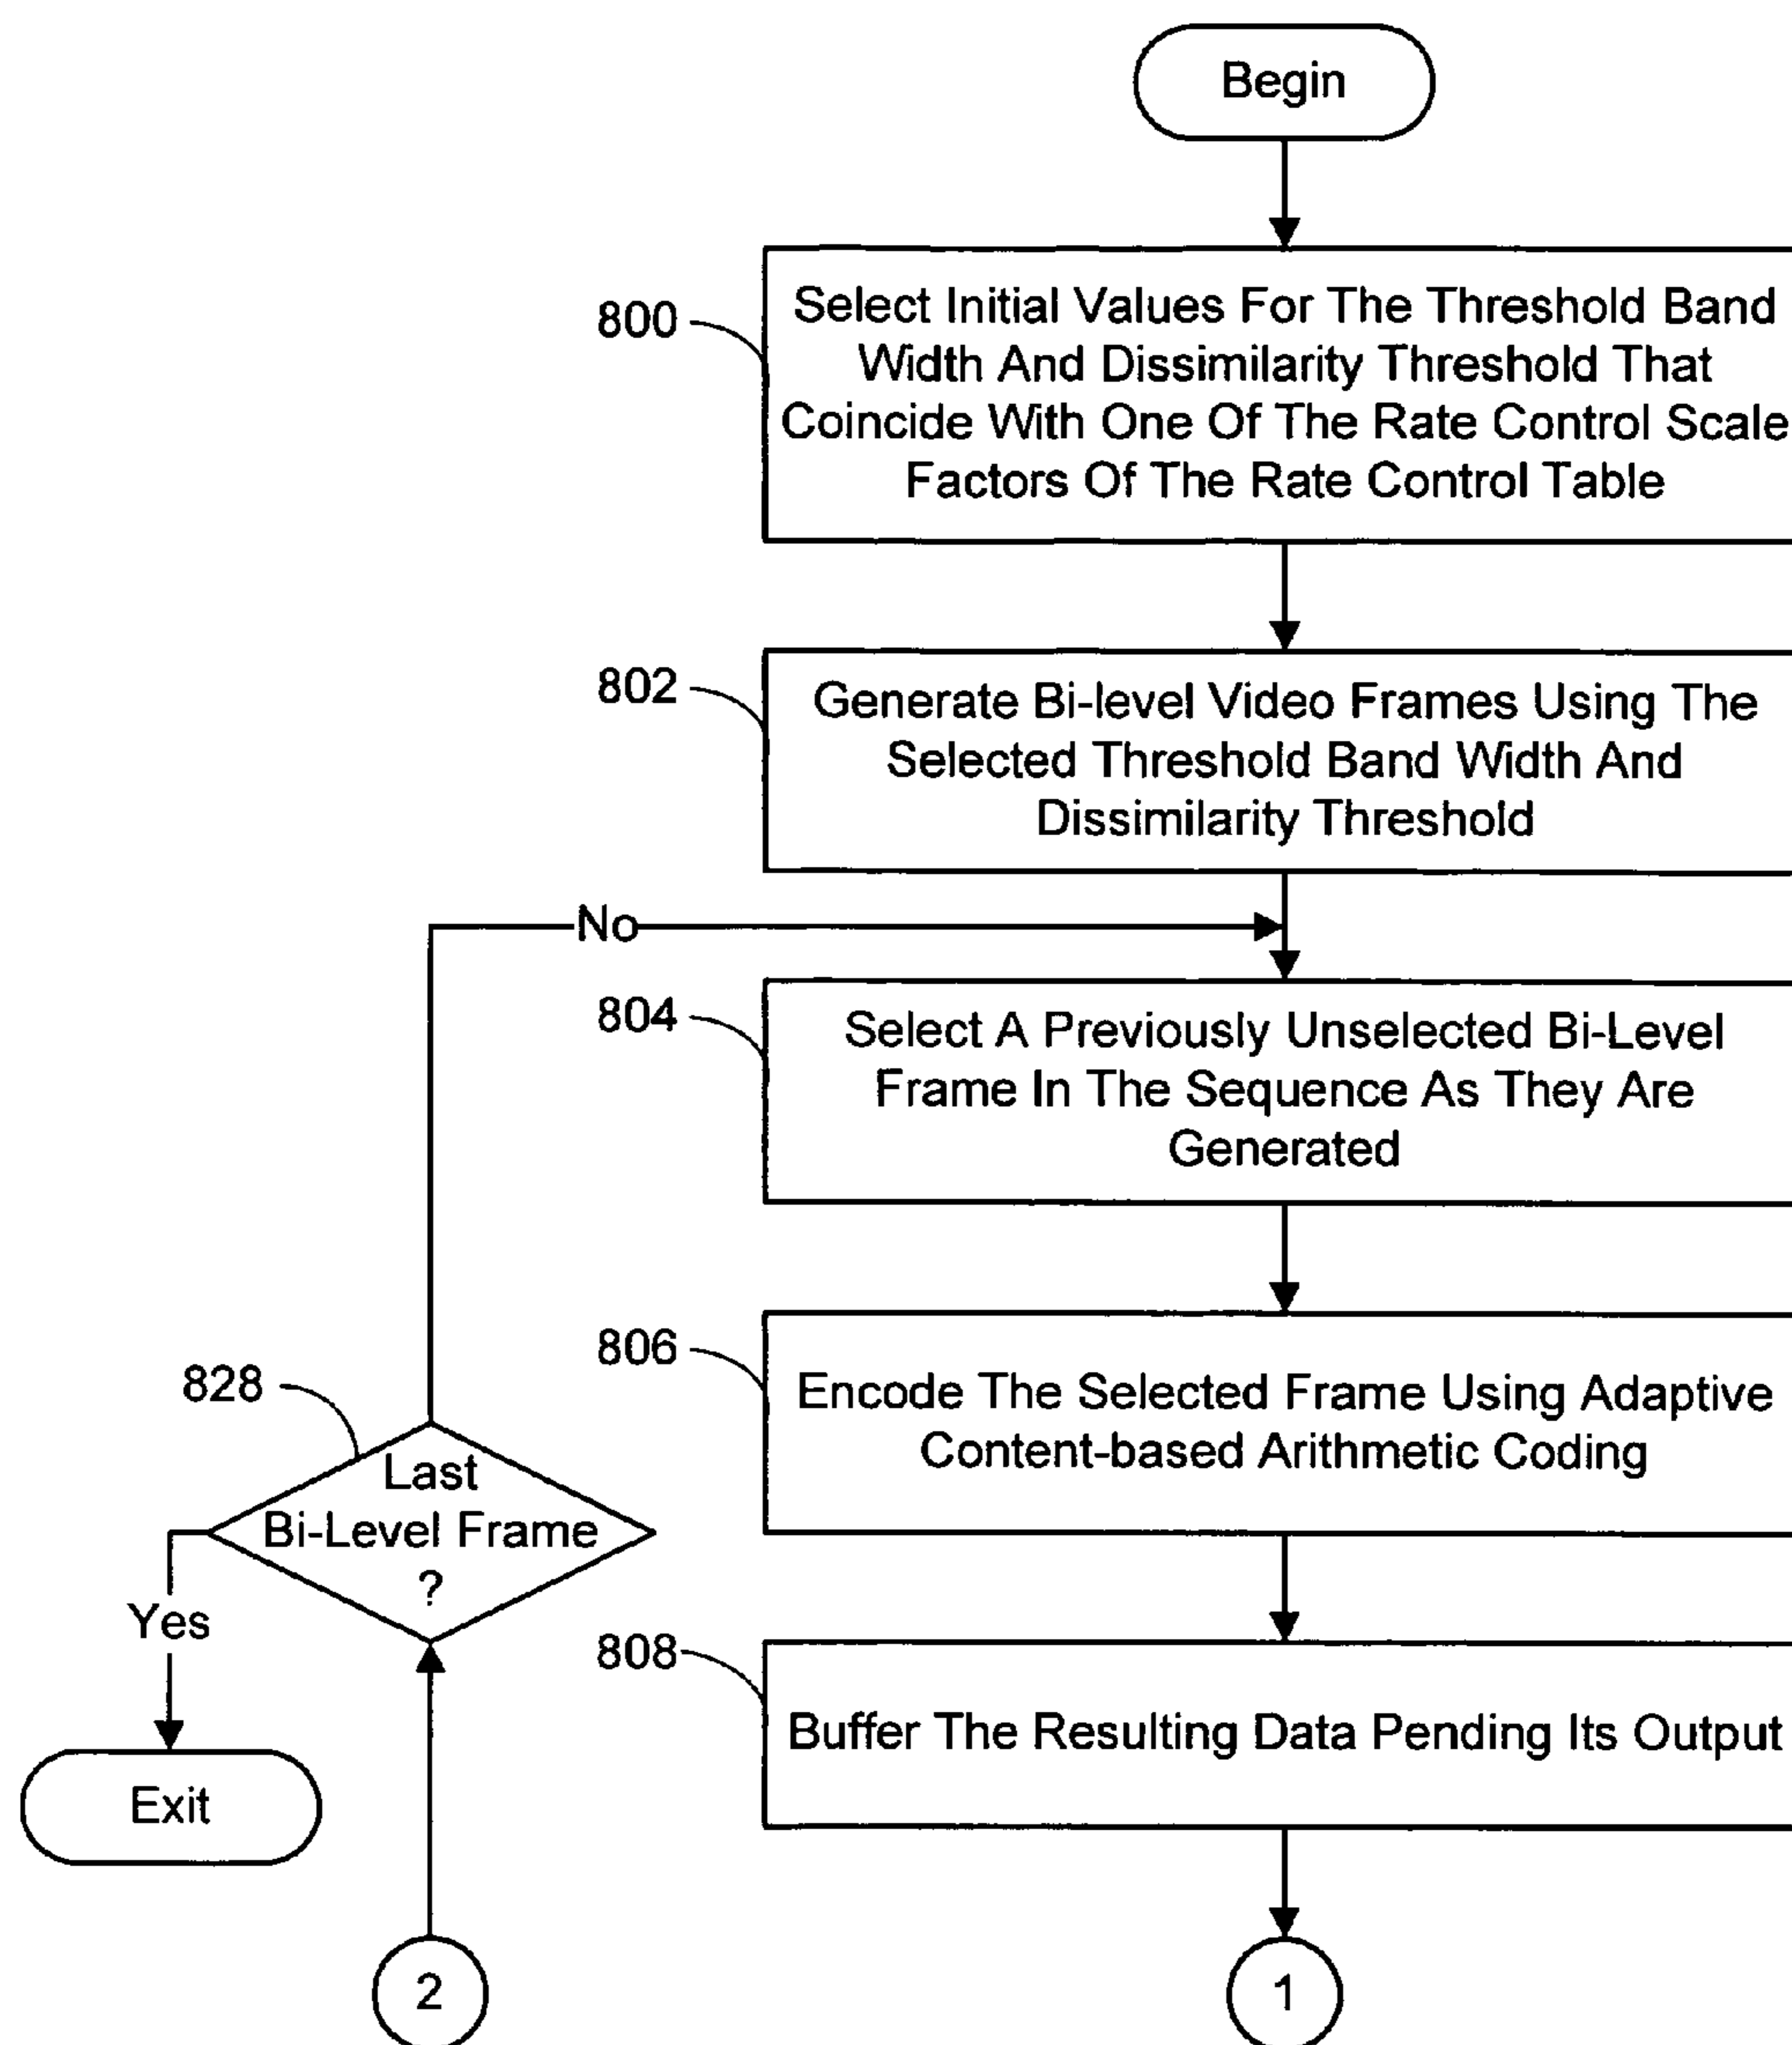 Begin
800
Select Initial Values For The Threshold Band
Width And Dissimilarity Threshold That
Coincide With One Of The Rate Control Scale
Factors Of The Rate Control Table
802
Generate Bi-level Video Frames Using The
Selected Threshold Band Width And
Dissimilarity Threshold
No
804
Select A Previously Unselected Bi-Level
Frame In The Sequence As They Are
Generated
806
Encode The Selected Frame Using Adaptive
Content-based Arithmetic Coding
828
Last
Bi-Level Frame
?
Yes
808
Buffer The Resulting Data Pending Its Output
Exit
2
1